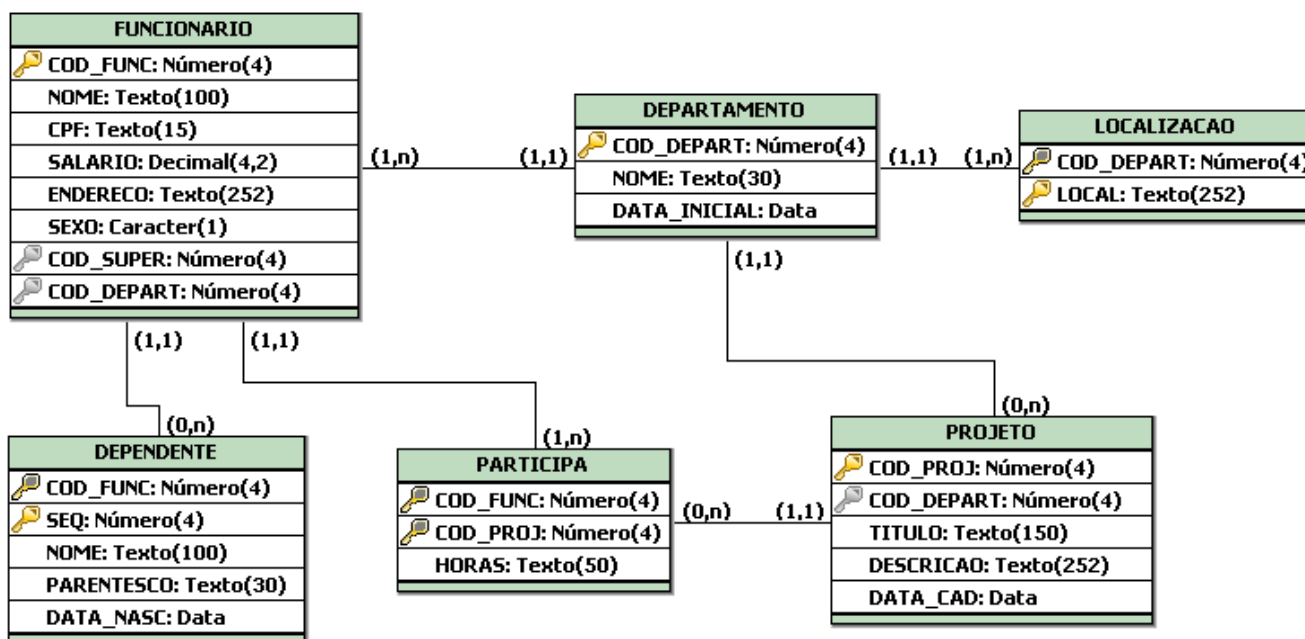 FUNCIONARIO
COD_FUNC: Número(4)
NOME: Texto(100)
CPF: Texto(15)
SALARIO: Decimal(4,2)
ENDERECO: Texto(252)
SEXO: Caracter(1)
COD_SUPER: Número(4)
COD_DEPART: Número(4)
(1,n)
(1,1)
DEPARTAMENTO
COD_DEPART: Número(4)
NOME: Texto(30)
DATA_INICIAL: Data
(1,1)
(1,n)
LOCALIZACAO
COD_DEPART: Número(4)
LOCAL: Texto(252)
(1,1)
(1,1)
(1,1)
(0,n)
DEPENDENTE
COD_FUNC: Número(4)
SEQ: Número(4)
NOME: Texto(100)
PARENTESCO: Texto(30)
DATA_NASC: Data
(1,n)
PARTICIPA
COD_FUNC: Número(4)
COD_PROJ: Número(4)
HORAS: Texto(50)
(0,n)
(1,1)
(0,n)
PROJETO
COD_PROJ: Número(4)
COD_DEPART: Número(4)
TITULO: Texto(150)
DESCRICAO: Texto(252)
DATA_CAD: Data